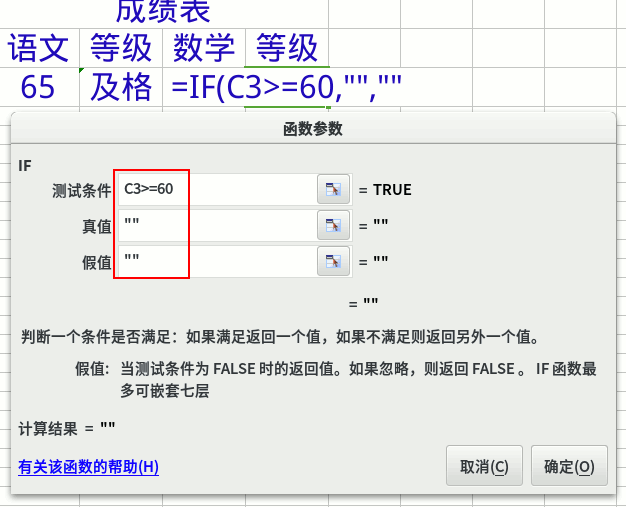 成绩表
语文 等级 数学 等级
65 及格 =IF(C3>=60,"",""
函数参数
IF
测试条件 C3>=60 = TRUE
真值 "" = ""
假值 "" = ""
= ""
判断一个条件是否满足：如果满足返回一个值，如果不满足则返回另外一个值。
假值: 当测试条件为 FALSE 时的返回值。如果忽略，则返回 FALSE 。 IF 函数最
多可嵌套七层
计算结果 = ""
有关该函数的帮助(H) 取消(C) 确定(O)